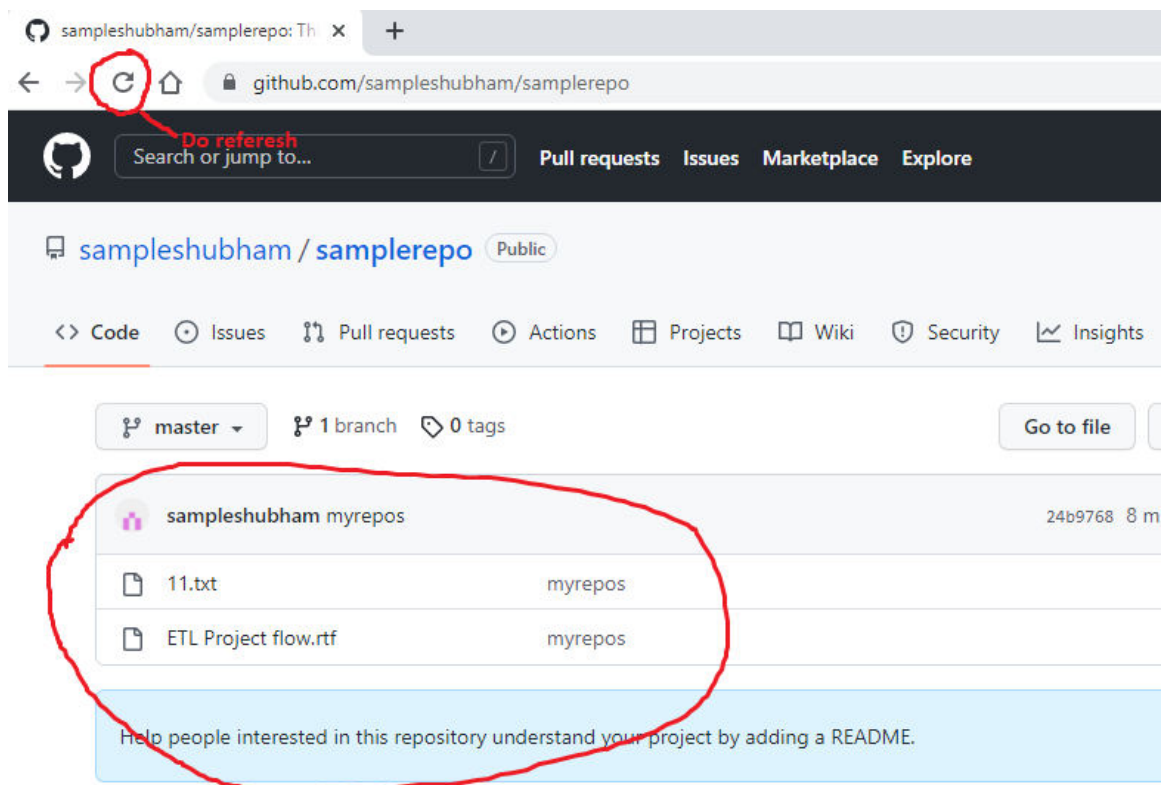 sampleshubham/samplerepo: Th
github.com/sampleshubham/samplerepo
Do referesh
Search or jump to... / Pull requests Issues Marketplace Explore
sampleshubham / samplerepo Public
<> Code Issues Pull requests Actions Projects Wiki Security Insights
master 1 branch 0 tags Go to file
sampleshubham myrepos 24b9768 8 m
11.txt myrepos
ETL Project flow.rtf myrepos
Help people interested in this repository understand your project by adding a README.